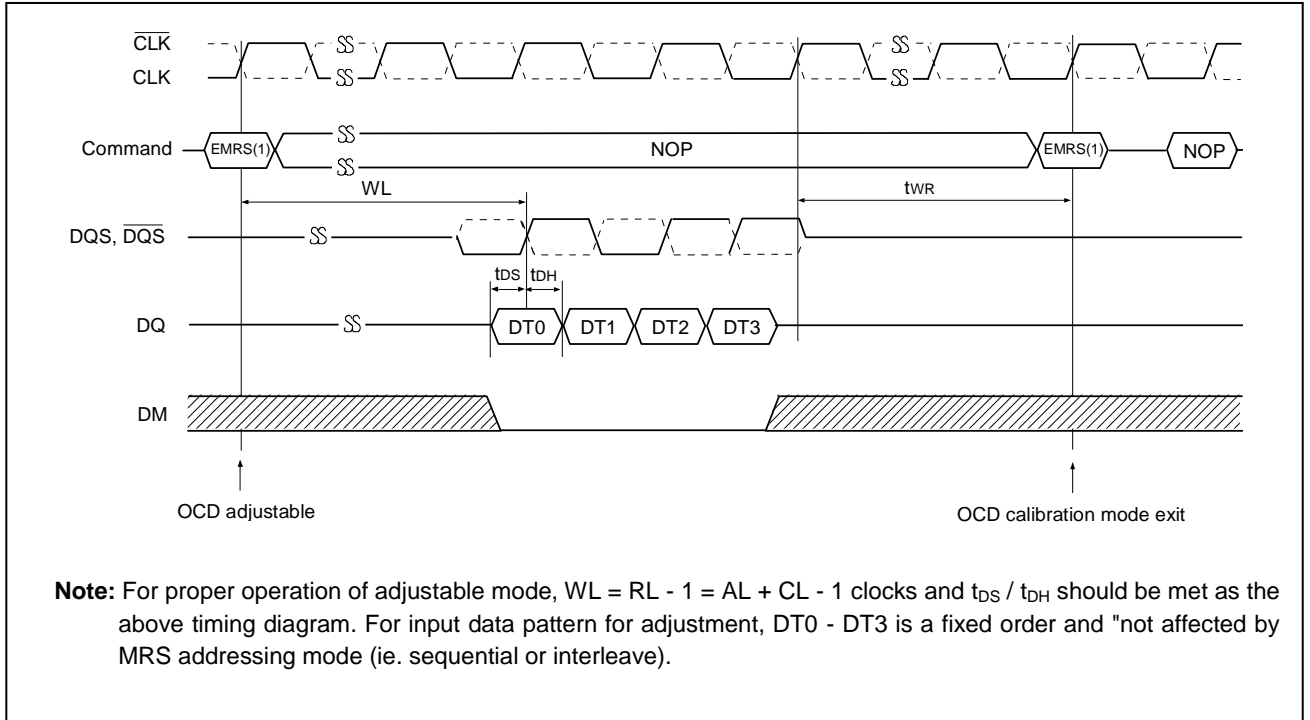 CLK
CLK
Command
EMRS(1)
NOP
EMRS(1)
NOP
WL
tWR
DQS, DQS
tDS
tDH
DQ
DT0
DT1
DT2
DT3
DM
OCD adjustable
OCD calibration mode exit
Note: For proper operation of adjustable mode, WL = RL - 1 = AL + CL - 1 clocks and tDS / tDH should be met as the
above timing diagram. For input data pattern for adjustment, DT0 - DT3 is a fixed order and "not affected by
MRS addressing mode (ie. sequential or interleave).